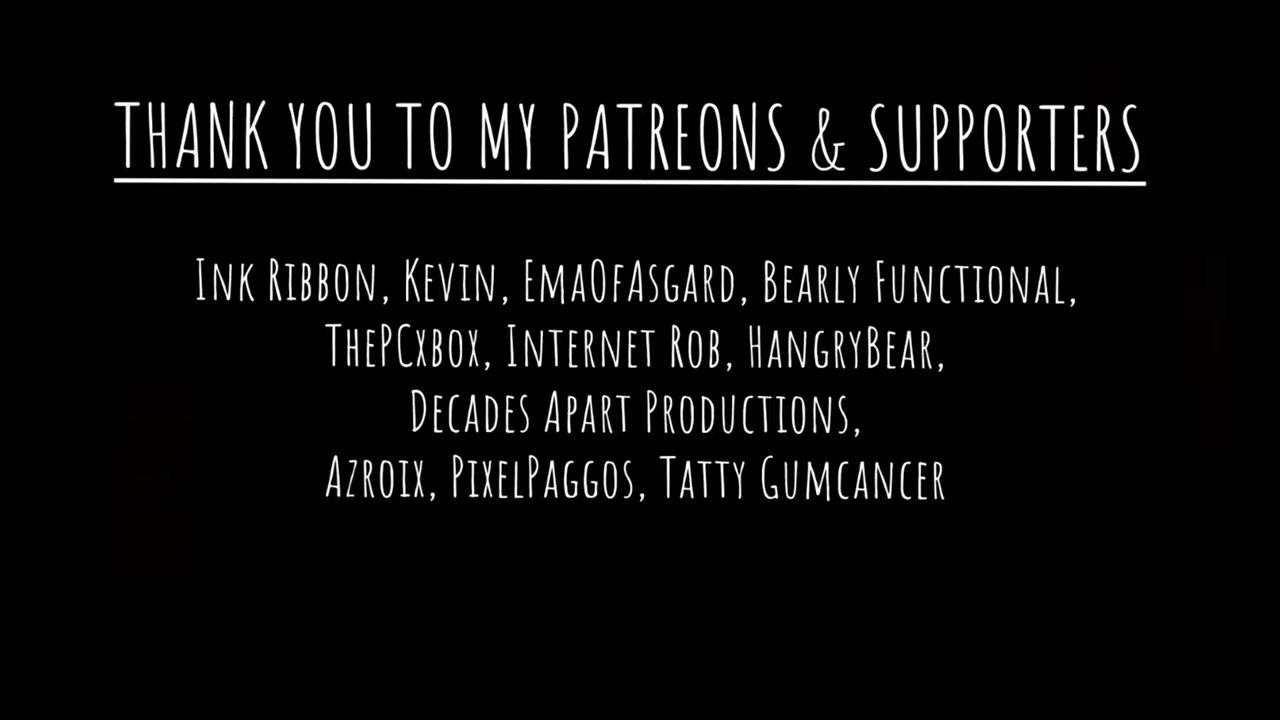 THANK YOU TO MY PATREONS & SUPPORTERS
Ink Ribbon, Kevin, EmaOfAsgard, Bearly Functional,
ThePCxbox, Internet Rob, HangryBear,
Decades Apart Productions,
Azroix, PixelPaggos, Tatty Gumcancer